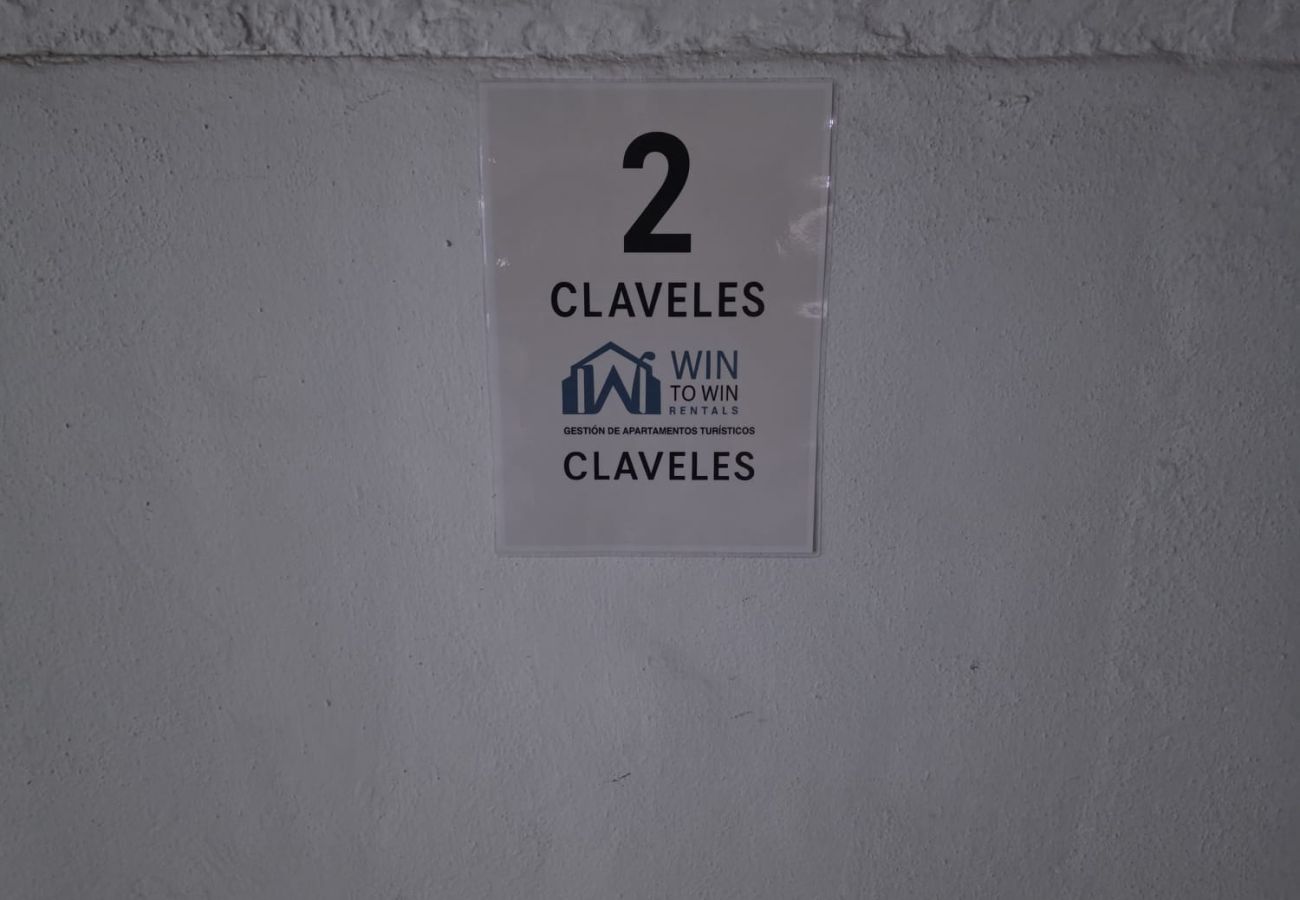 2
CLAVELES
WIN
TO WIN
RENTALS
GESTIÓN DE APARTAMENTOS TURÍSTICOS
CLAVELES